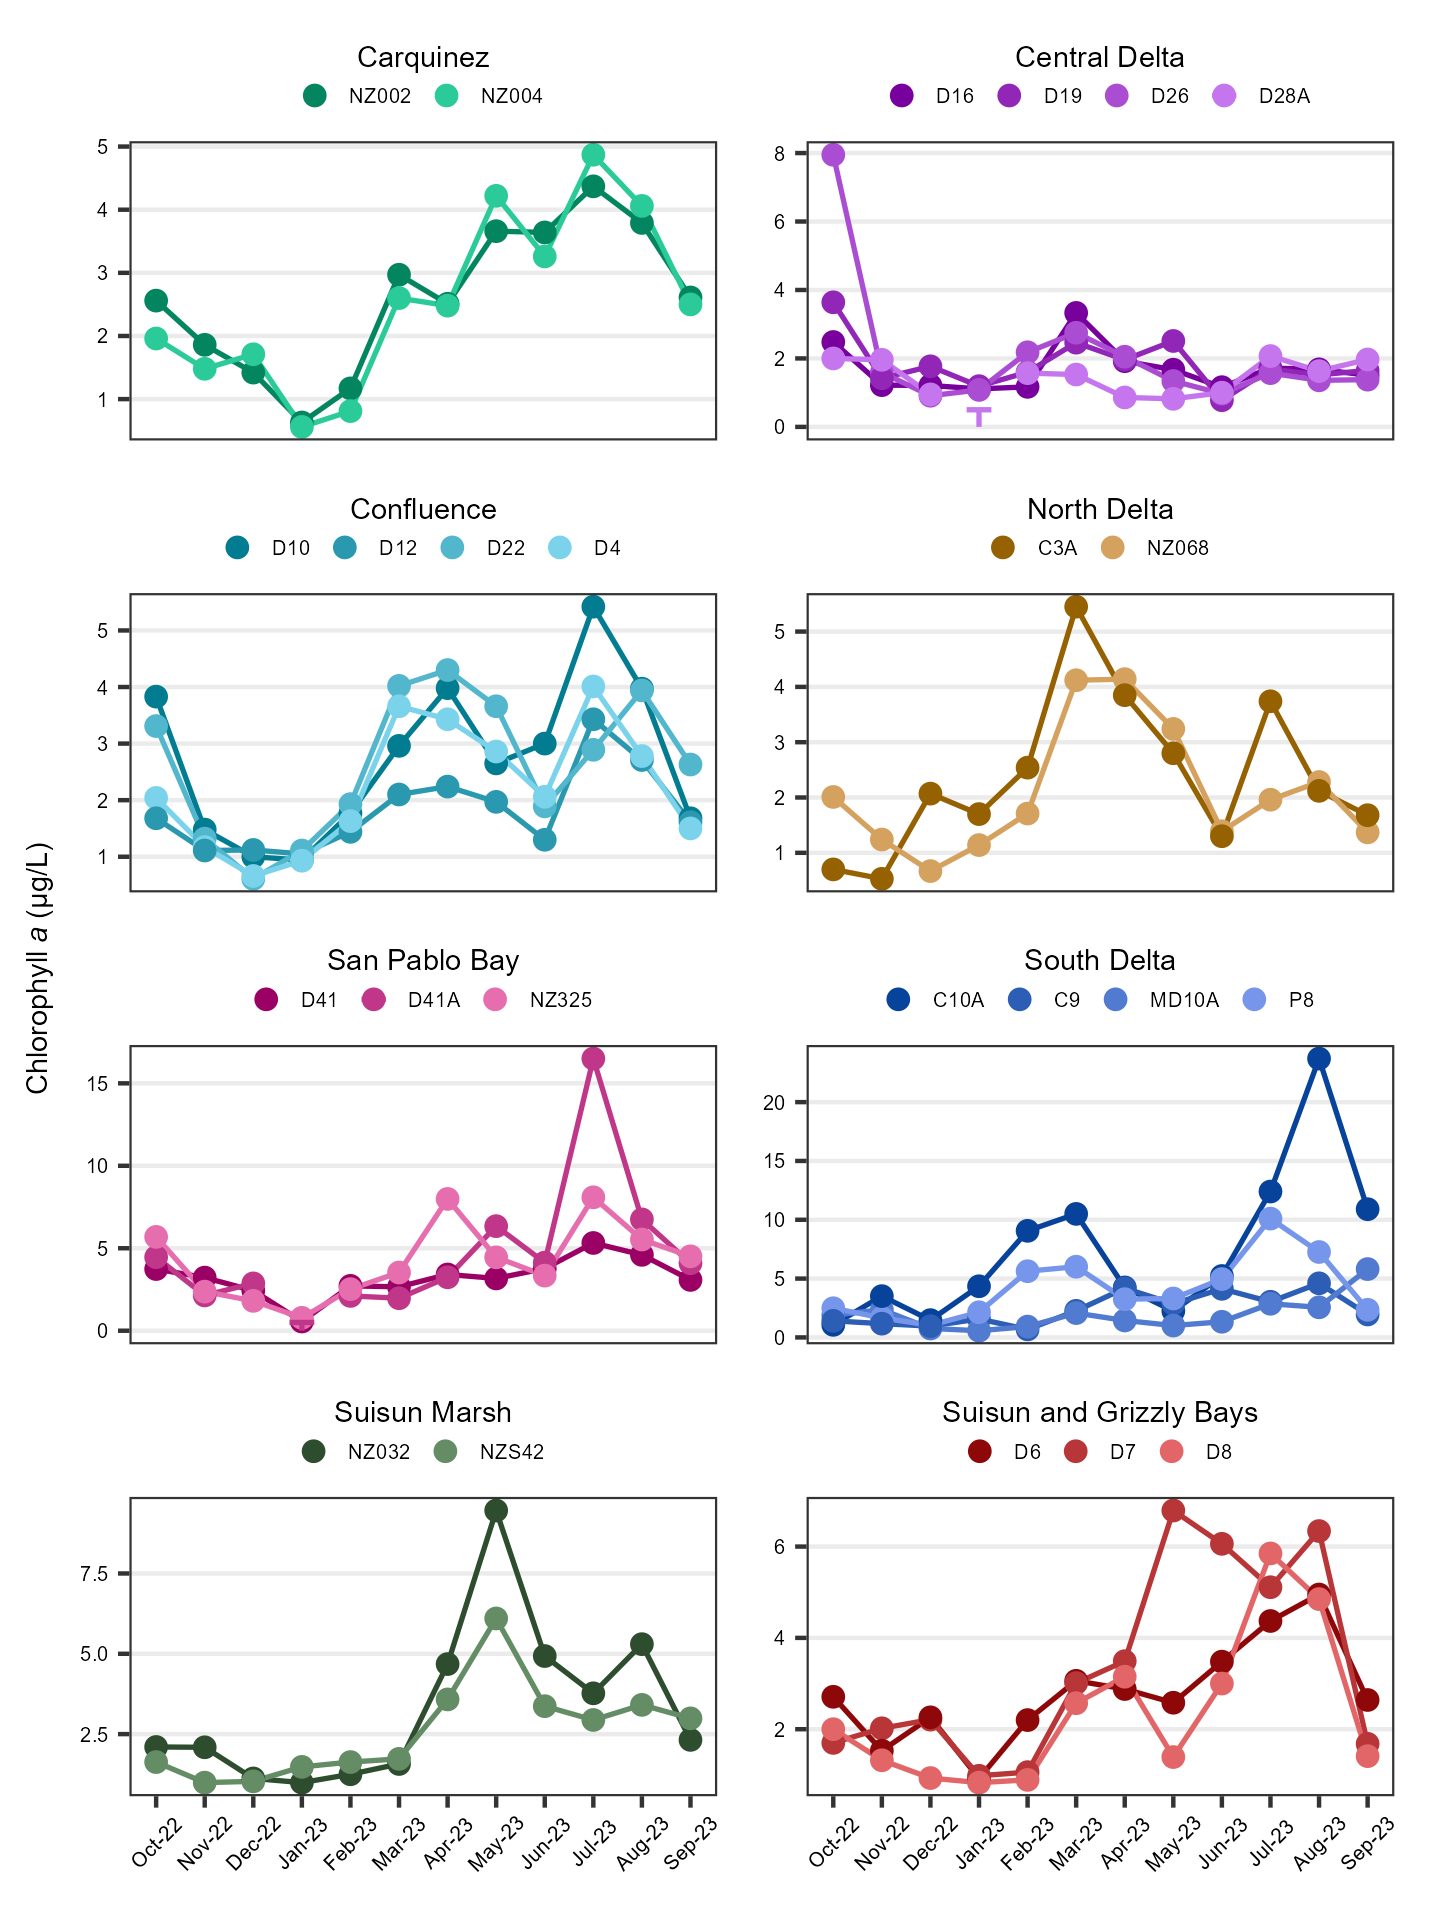 Carquinez
NZ002 NZ004
5
4
3
2
1
Central Delta
D16 D19 D26 D28A
8
6
4
2
0
Confluence
D10 D12 D22 D4
5
4
3
2
1
North Delta
C3A NZ068
5
4
3
2
1
Chlorophyll a (µg/L)
San Pablo Bay
D41 D41A NZ325
15
10
5
0
South Delta
C10A C9 MD10A P8
20
15
10
5
0
Suisun Marsh
NZ032 NZS42
7.5
5.0
2.5
Oct-22 Nov-22 Dec-22 Jan-23 Feb-23 Mar-23 Apr-23 May-23 Jun-23 Jul-23 Aug-23 Sep-23
Suisun and Grizzly Bays
D6 D7 D8
6
4
2
Oct-22 Nov-22 Dec-22 Jan-23 Feb-23 Mar-23 Apr-23 May-23 Jun-23 Jul-23 Aug-23 Sep-23